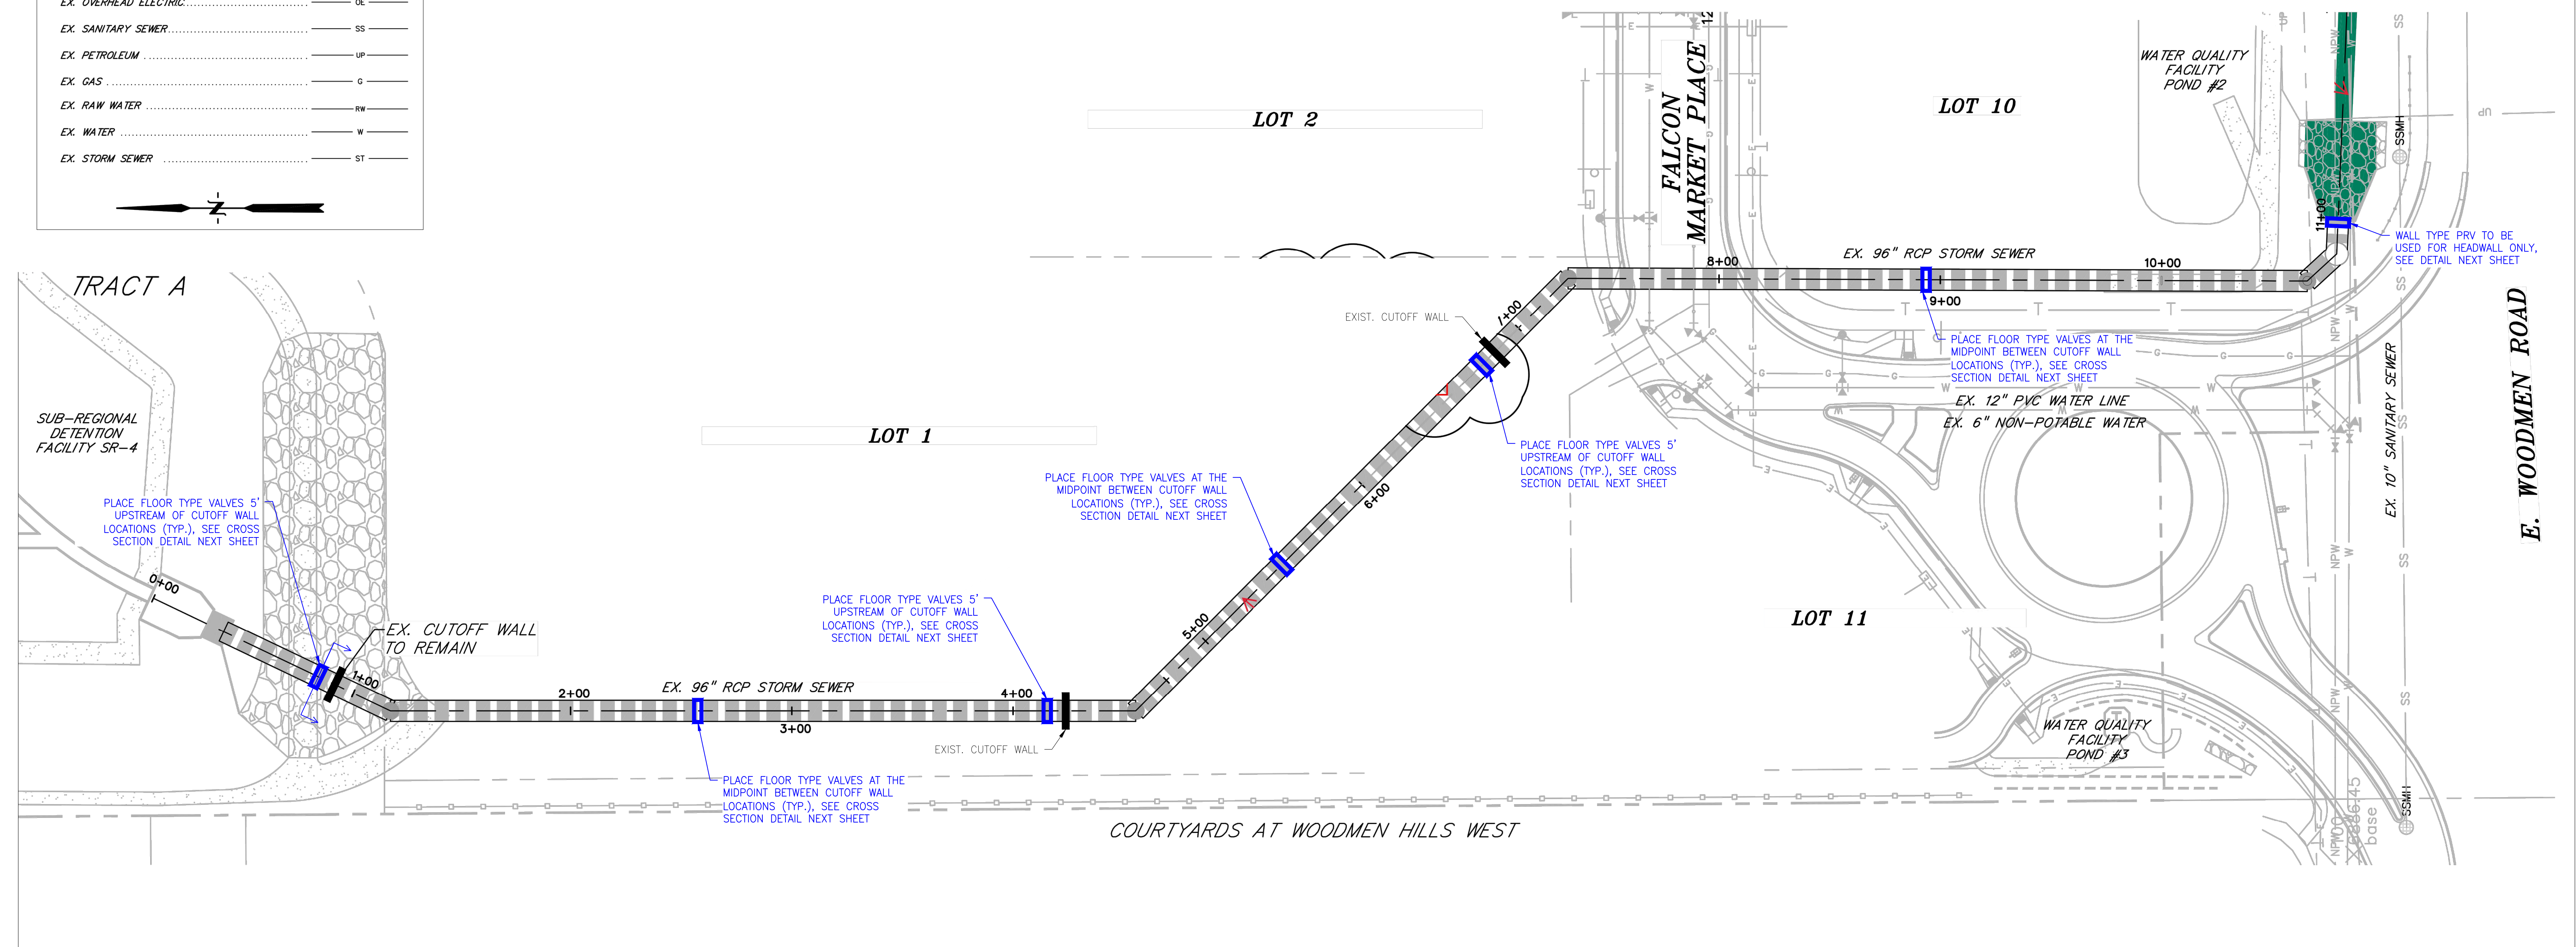 EX. OVERHEAD ELECTRIC OE
EX. SANITARY SEWER SS
EX. PETROLEUM UP
EX. GAS G
EX. RAW WATER RW
EX. WATER W
EX. STORM SEWER ST
N
TRACT A
SUB-REGIONAL
DETENTION
FACILITY SR-4
PLACE FLOOR TYPE VALVES 5'
UPSTREAM OF CUTOFF WALL
LOCATIONS (TYP.), SEE CROSS
SECTION DETAIL NEXT SHEET
0+00
EX. CUTOFF WALL
TO REMAIN
1+00
2+00
EX. 96" RCP STORM SEWER
3+00
4+00
PLACE FLOOR TYPE VALVES AT THE
MIDPOINT BETWEEN CUTOFF WALL
LOCATIONS (TYP.), SEE CROSS
SECTION DETAIL NEXT SHEET
PLACE FLOOR TYPE VALVES 5'
UPSTREAM OF CUTOFF WALL
LOCATIONS (TYP.), SEE CROSS
SECTION DETAIL NEXT SHEET
EXIST. CUTOFF WALL
LOT 1
LOT 2
5+00
PLACE FLOOR TYPE VALVES AT THE
MIDPOINT BETWEEN CUTOFF WALL
LOCATIONS (TYP.), SEE CROSS
SECTION DETAIL NEXT SHEET
6+00
EXIST. CUTOFF WALL
7+00
PLACE FLOOR TYPE VALVES 5'
UPSTREAM OF CUTOFF WALL
LOCATIONS (TYP.), SEE CROSS
SECTION DETAIL NEXT SHEET
COURTYARDS AT WOODMEN HILLS WEST
FALCON
MARKET PLACE
12
8+00
EX. 96" RCP STORM SEWER
9+00
10+00
11+00
PLACE FLOOR TYPE VALVES AT THE
MIDPOINT BETWEEN CUTOFF WALL
LOCATIONS (TYP.), SEE CROSS
SECTION DETAIL NEXT SHEET
EX. 12" PVC WATER LINE
EX. 6" NON-POTABLE WATER
LOT 10
WATER QUALITY
FACILITY
POND #2
UP
SS
NPW
W
SSMH
UP
WALL TYPE PRV TO BE
USED FOR HEADWALL ONLY,
SEE DETAIL NEXT SHEET
EX. 10" SANITARY SEWER
E. WOODMEN ROAD
LOT 11
WATER QUALITY
FACILITY
POND #3
SSMH
6886.45
base